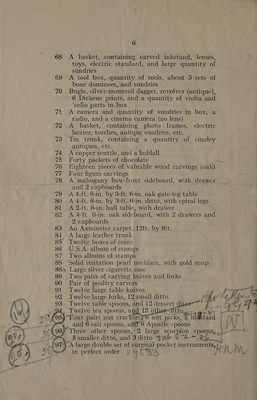 6
68 A basket, containing carved inkstand, lenses,
toys, electric standard, and large quantity of
sundries
69 A tool box, quantity of tools, about 3 sets of
bone dominoes, and sundries
70 Bugle, silver-mounted dagger, revolver (antique),
6 Dickens prints, and a quantity of violin and
'cello parts in box
71 A camera and quantity of sundries in box, a
radio, and a cinema camera (no lens)
72 A basket, containing photo frames, electric
heater, torches, antique sundries, etc.
73 Tin trunk, containing a quantity of sundry
antiques, etc.
74 A copper scuttle, and a holdall
75 Forty packets of chocolate
76 Eighteen pieces of valuable wood carvings (oak)
77 Four figure carvings
78 A mahogany bow-front sideboard, with drawer
and 2 cupboards
79 A 4-ft. 6-in. by 3-ft. 6-in. oak gate-leg table
80 A 4-ft. 6-in. by 3-ft. 6-in. ditto, with spiral legs
81 A 2-ft. 6-in. hall table, with drawer
82 A 4-ft. 6-in. oak sideboard, with 2 drawers and
2 cupboards
83 An Axminster carpet, 12ft. by 8ft.
84 A large leather trunk
85 Twelve boxes of coins
86 U.S.A. album of stamps
87 Two albums of stamps
88 Solid imitation pearl necklace, with gold snap
88a Large silver cigarette case
89 Two pairs of carving knives and forks
90 Pair of poultry carvers
91 Twelve large table knives
92 Twelve large forks, 12 small ditto
93 Twelve table spoons, and 12 dessert ditto
94 Twelve tea spoons, and 12 other ditto
95 Four pairs nut cracking 6 nut picks,
and 6 salt spoons, and 6 Apostle spoons
96 Three other spoons, 2 large scorpion spoons,
8 smaller ditto, and 3 ditto
97 A large double set of surgical pocket instruments,
in perfect order